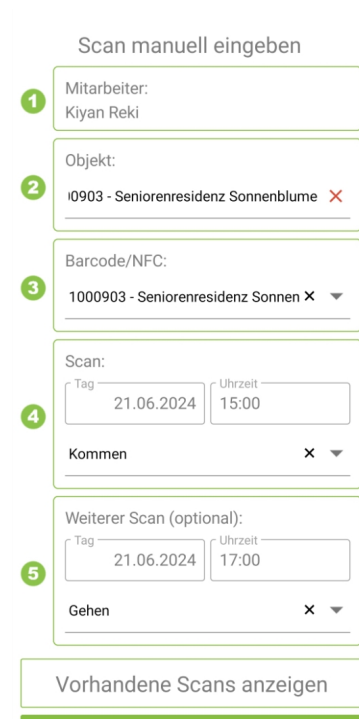 Scan manuell eingeben
1
Mitarbeiter:
Kiyan Reki
2
Objekt:
0903 - Seniorenresidenz Sonnenblume ✕
3
Barcode/NFC:
1000903 - Seniorenresidenz Sonnen ✕
4
Scan:
Tag Uhrzeit
21.06.2024 15:00
Kommen ✕
5
Weiterer Scan (optional):
Tag Uhrzeit
21.06.2024 17:00
Gehen ✕
Vorhandene Scans anzeigen